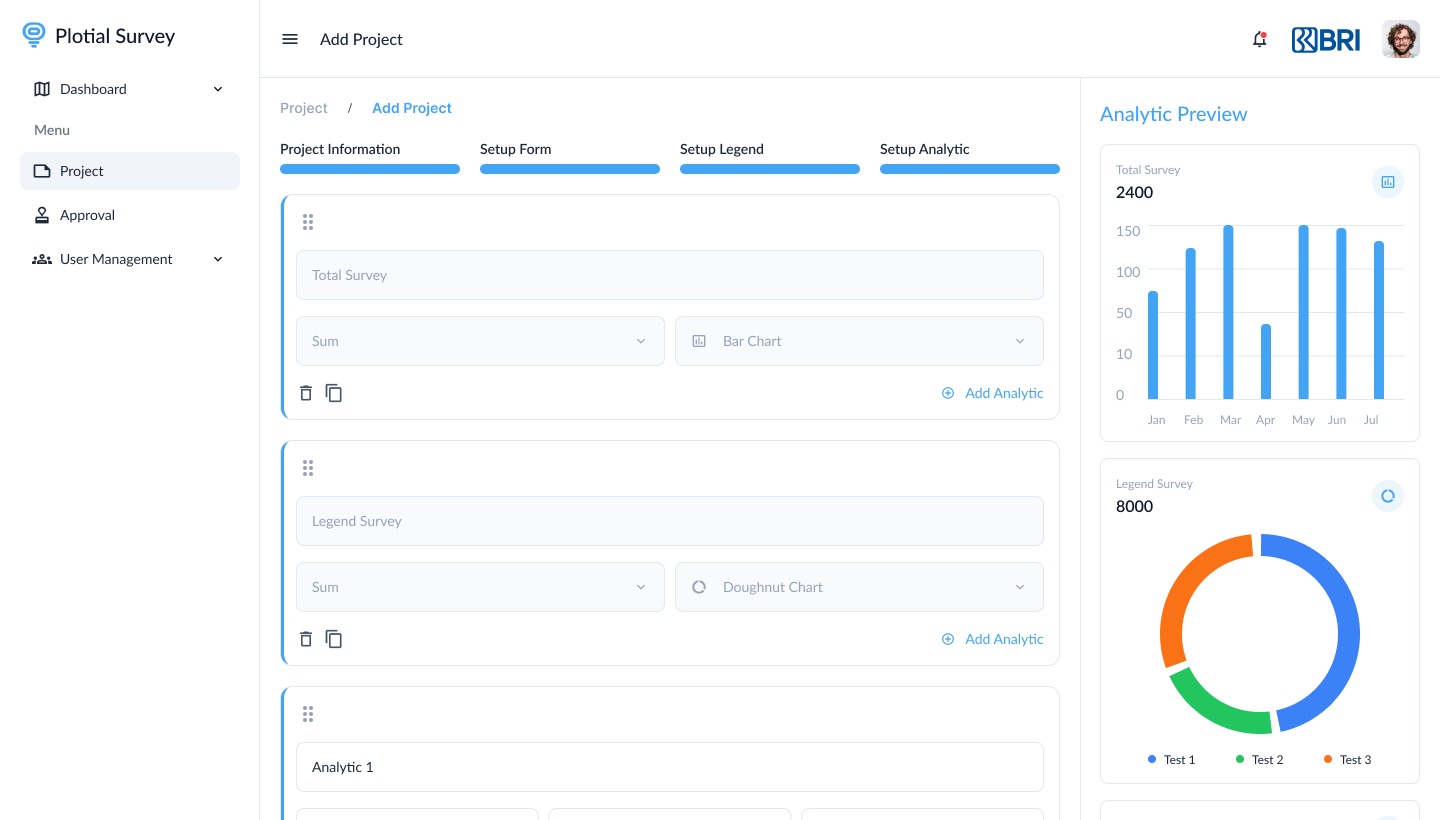 Plotial Survey
Dashboard
Menu
Project
Approval
User Management
Add Project
BRI
Project / Add Project
Project Information
Setup Form
Setup Legend
Setup Analytic
Total Survey
Sum
Bar Chart
Add Analytic
Legend Survey
Sum
Doughnut Chart
Add Analytic
Analytic 1
Analytic Preview
Total Survey
2400
150
100
50
10
0
Jan Feb Mar Apr May Jun Jul
Legend Survey
8000
Test 1 Test 2 Test 3